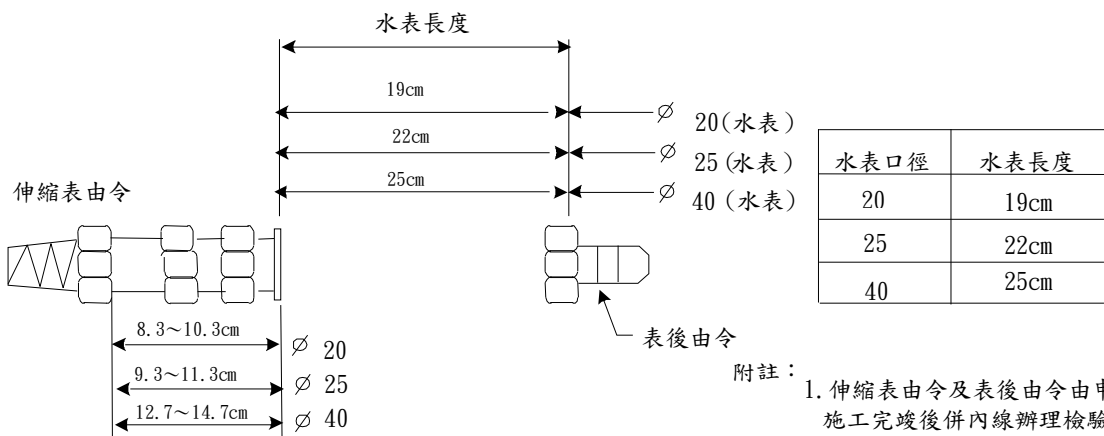 水表長度
19cm
22cm
25cm
∅ 20(水表)
∅ 25(水表)
∅ 40(水表)
伸縮表由令
8.3~10.3cm
9.3~11.3cm
12.7~14.7cm
∅ 20
∅ 25
∅ 40
表後由令
水表口徑 水表長度
20 19cm
25 22cm
40 25cm
附註：
1.伸縮表由令及表後由令由申
施工完竣後併內線辦理檢驗